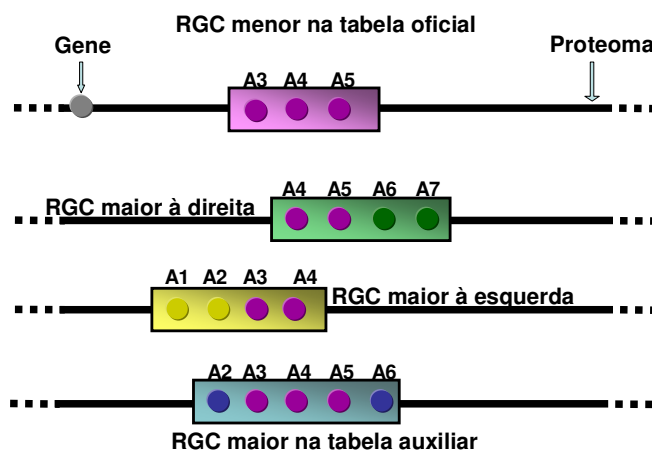 RGC menor na tabela oficial
Gene
Proteoma
A3 A4 A5
A4 A5 A6 A7
RGC maior à direita
A1 A2 A3 A4
RGC maior à esquerda
A2 A3 A4 A5 A6
RGC maior na tabela auxiliar